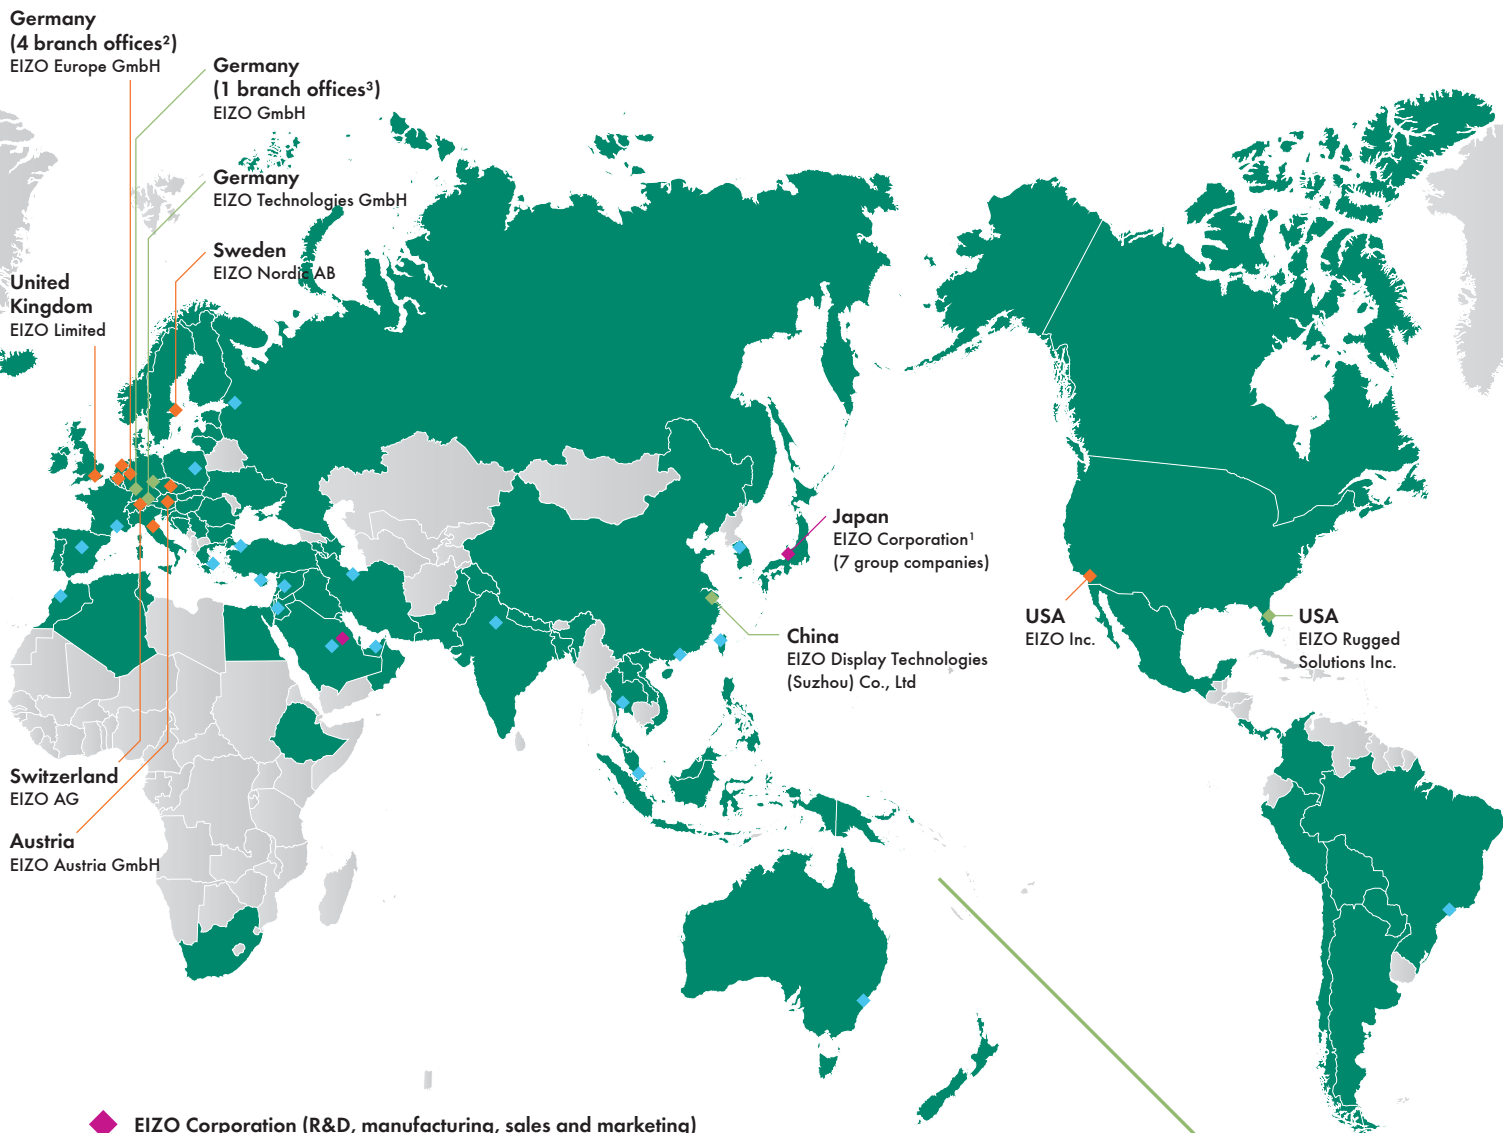 Germany
(4 branch offices²)
EIZO Europe GmbH
Germany
(1 branch offices³)
EIZO GmbH
Germany
EIZO Technologies GmbH
Sweden
EIZO Nordic AB
United
Kingdom
EIZO Limited
Japan
EIZO Corporation¹
(7 group companies)
China
EIZO Display Technologies
(Suzhou) Co., Ltd
USA
EIZO Inc.
USA
EIZO Rugged
Solutions Inc.
Switzerland
EIZO AG
Austria
EIZO Austria GmbH
EIZO Corporation (R&D, manufacturing, sales and marketing)